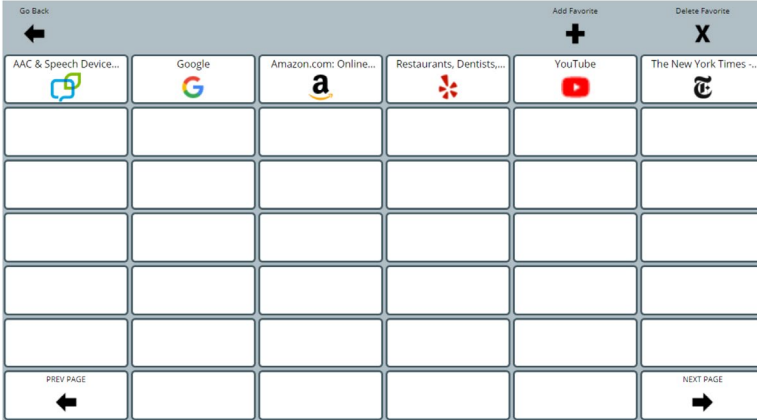 Go Back
Add Favorite
Delete Favorite
X
AAC & Speech Device...
Google
Amazon.com: Online...
Restaurants, Dentists,...
YouTube
The New York Times -...
PREV PAGE
NEXT PAGE